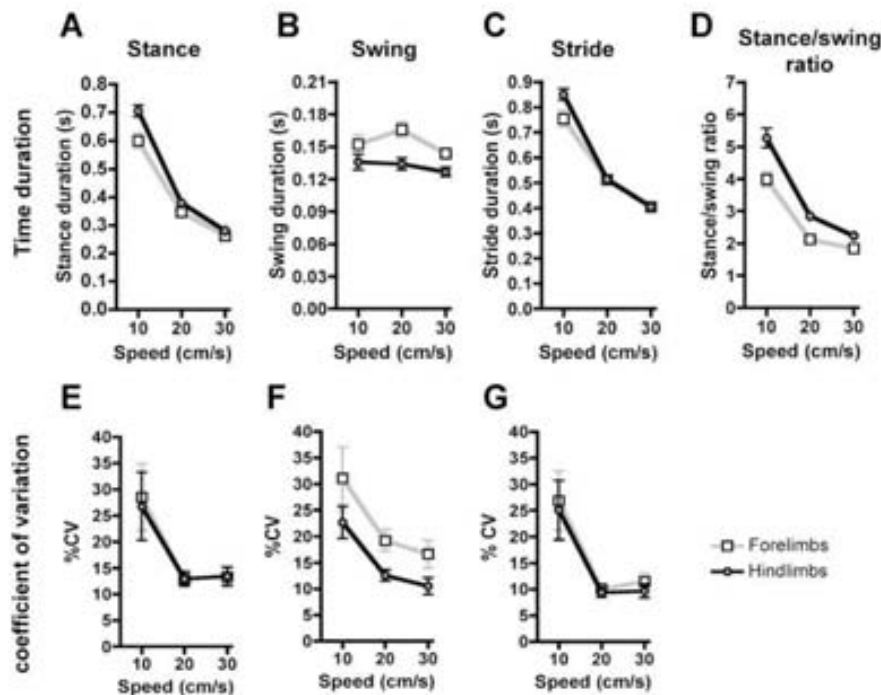 A
Stance
B
Swing
C
Stride
D
Stance/swing
ratio
Time duration
Stance duration (s)
0.8
0.7
0.6
0.5
0.4
0.3
0.2
0.1
0.0
10 20 30
Speed (cm/s)
Swing duration (s)
0.21
0.18
0.15
0.12
0.09
0.06
0.03
0.00
10 20 30
Speed (cm/s)
Stride duration (s)
0.9
0.8
0.7
0.6
0.5
0.4
0.3
0.2
0.1
0.0
10 20 30
Speed (cm/s)
Stance/swing ratio
7
6
5
4
3
2
1
0
10 20 30
Speed (cm/s)
coefficient of variation
E
%CV
40
35
30
25
20
15
10
5
0
10 20 30
Speed (cm/s)
F
%CV
40
35
30
25
20
15
10
5
0
10 20 30
Speed (cm/s)
G
% CV
40
35
30
25
20
15
10
5
0
10 20 30
Speed (cm/s)
Forelimbs
Hindlimbs